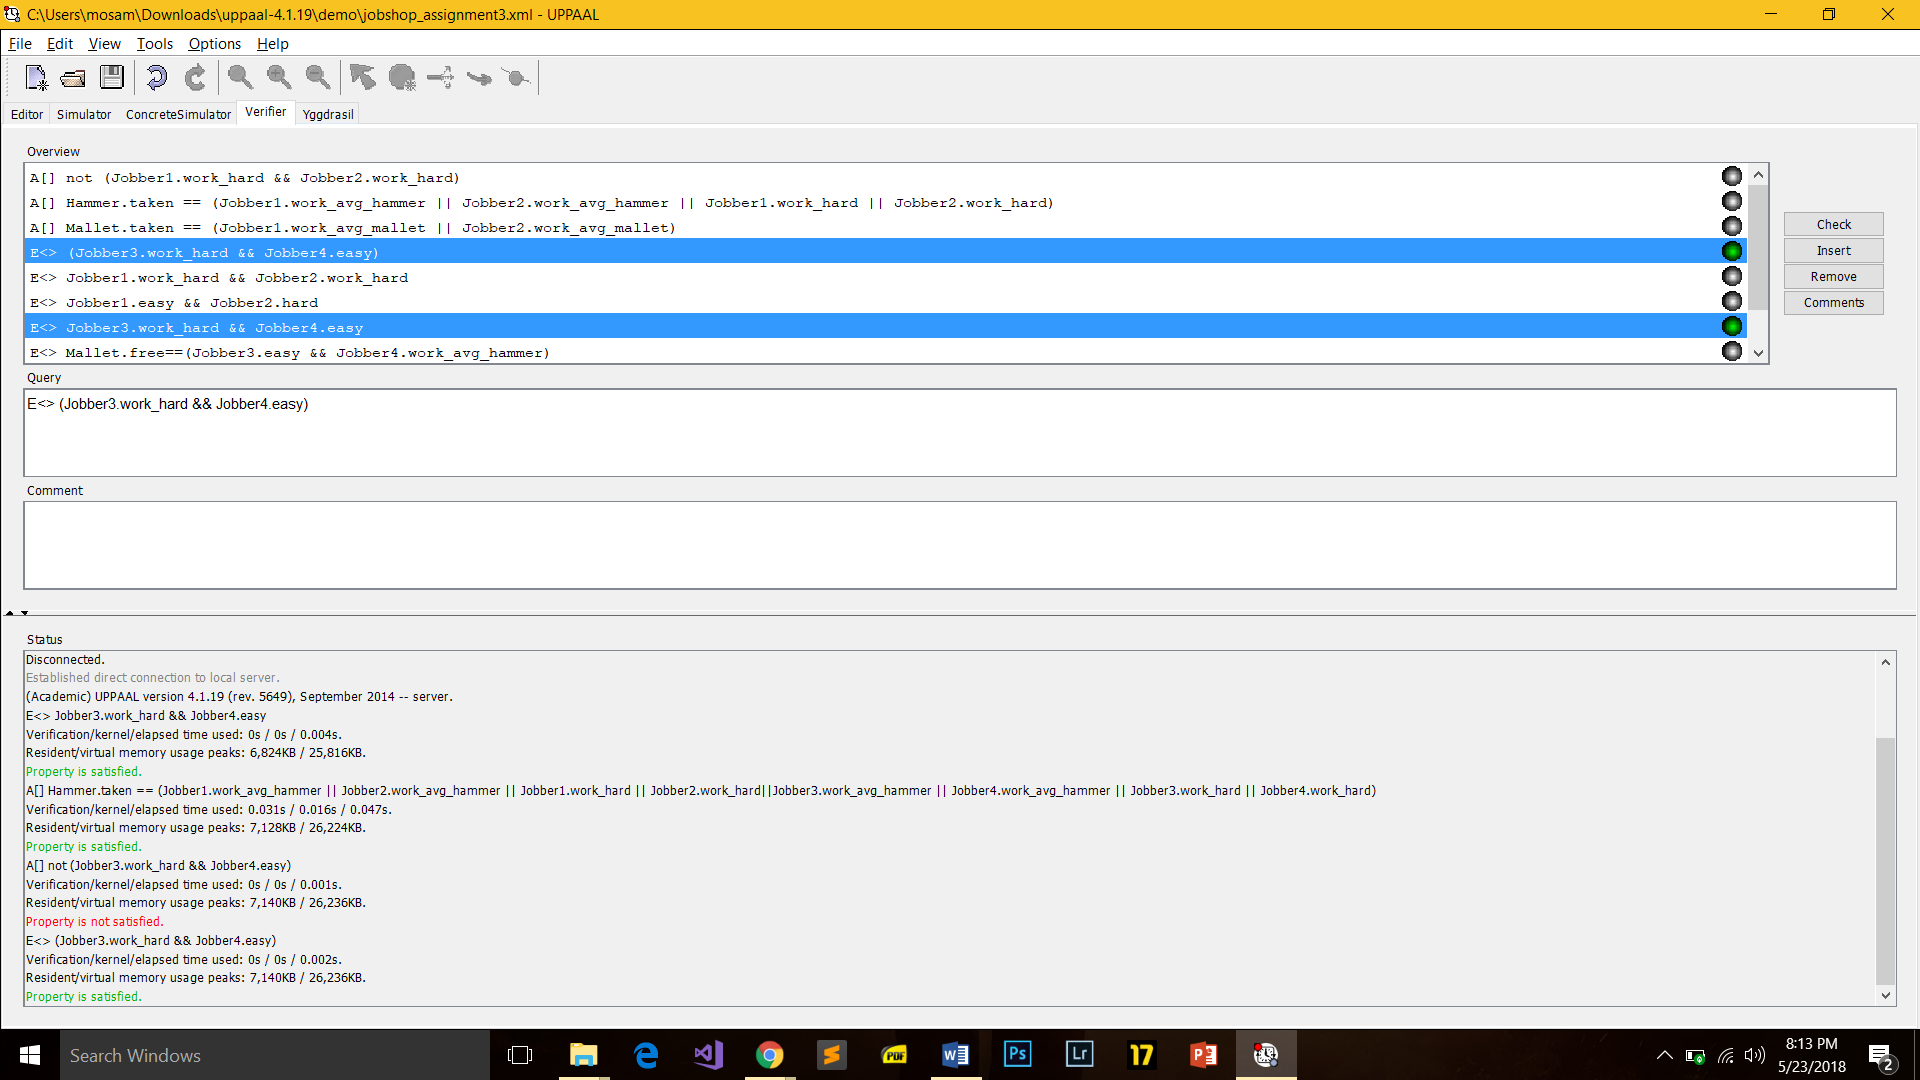 C:\Users\mosam\Downloads\uppaal-4.1.19\demo\jobshop_assignment3.xml - UPPAAL
File Edit View Tools Options Help
Editor Simulator ConcreteSimulator Verifier Yggdrasil
Overview
A[] not (Jobber1.work_hard && Jobber2.work_hard)
A[] Hammer.taken == (Jobber1.work_avg_hammer || Jobber2.work_avg_hammer || Jobber1.work_hard || Jobber2.work_hard)
A[] Mallet.taken == (Jobber1.work_avg_mallet || Jobber2.work_avg_mallet)
E<> (Jobber3.work_hard && Jobber4.easy)
E<> Jobber1.work_hard && Jobber2.work_hard
E<> Jobber1.easy && Jobber2.hard
E<> Jobber3.work_hard && Jobber4.easy
E<> Mallet.free==(Jobber3.easy && Jobber4.work_avg_hammer)
Check
Insert
Remove
Comments
Query
E<> (Jobber3.work_hard && Jobber4.easy)
Comment
Status
Disconnected.
Established direct connection to local server.
(Academic) UPPAAL version 4.1.19 (rev. 5649), September 2014 -- server.
E<> Jobber3.work_hard && Jobber4.easy
Verification/kernel/elapsed time used: 0s / 0s / 0.004s.
Resident/virtual memory usage peaks: 6,824KB / 25,816KB.
Property is satisfied.
A[] Hammer.taken == (Jobber1.work_avg_hammer || Jobber2.work_avg_hammer || Jobber1.work_hard || Jobber2.work_hard||Jobber3.work_avg_hammer || Jobber4.work_avg_hammer || Jobber3.work_hard || Jobber4.work_hard)
Verification/kernel/elapsed time used: 0.031s / 0.016s / 0.047s.
Resident/virtual memory usage peaks: 7,128KB / 26,224KB.
Property is satisfied.
A[] not (Jobber3.work_hard && Jobber4.easy)
Verification/kernel/elapsed time used: 0s / 0s / 0.001s.
Resident/virtual memory usage peaks: 7,140KB / 26,236KB.
Property is not satisfied.
E<> (Jobber3.work_hard && Jobber4.easy)
Verification/kernel/elapsed time used: 0s / 0s / 0.002s.
Resident/virtual memory usage peaks: 7,140KB / 26,236KB.
Property is satisfied.
Search Windows
PDF
Ps
Lr
17
8:13 PM
5/23/2018
2